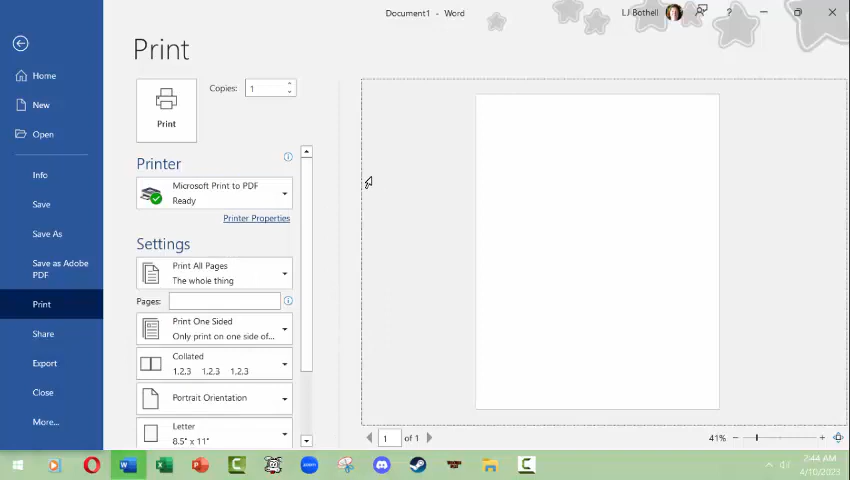 Document1 - Word
LJ Bothell
?
Print
Home
New
Open
Info
Save
Save As
Save as Adobe
PDF
Print
Share
Export
Close
More...
Print
Copies: 1
Printer
Microsoft Print to PDF
Ready
Printer Properties
Settings
Print All Pages
The whole thing
Pages:
Print One Sided
Only print on one side of...
Collated
1,2,3 1,2,3 1,2,3
Portrait Orientation
Letter
8.5" x 11"
1 of 1
41%
2:44 AM